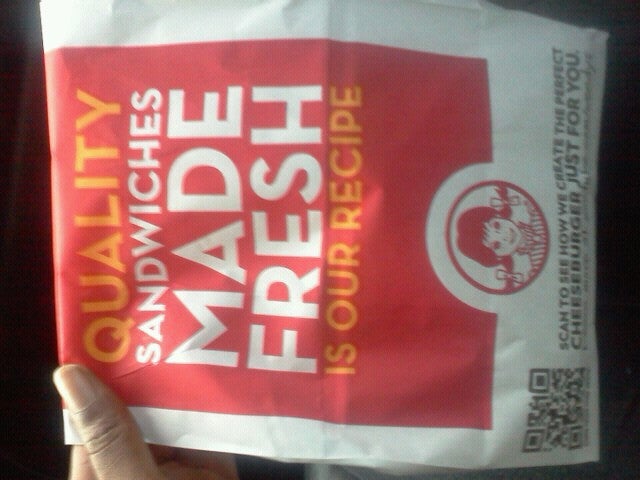 QUALITY
SANDWICHES
MADE
FRESH
IS OUR RECIPE
SCAN TO SEE HOW WE CREATE THE PERFECT
CHEESEBURGER JUST FOR YOU.